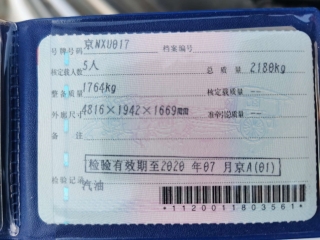 号牌号码 京NXU017 档案编号
核定载人数 5人 总质量 2180kg
整备质量 1764kg 核定载质量 --
外廓尺寸 4816×1942×1669mm 准牵引总质量 --
备注
检验有效期至2020年07月京A(01)
检验记录 汽油
*1120011803561*